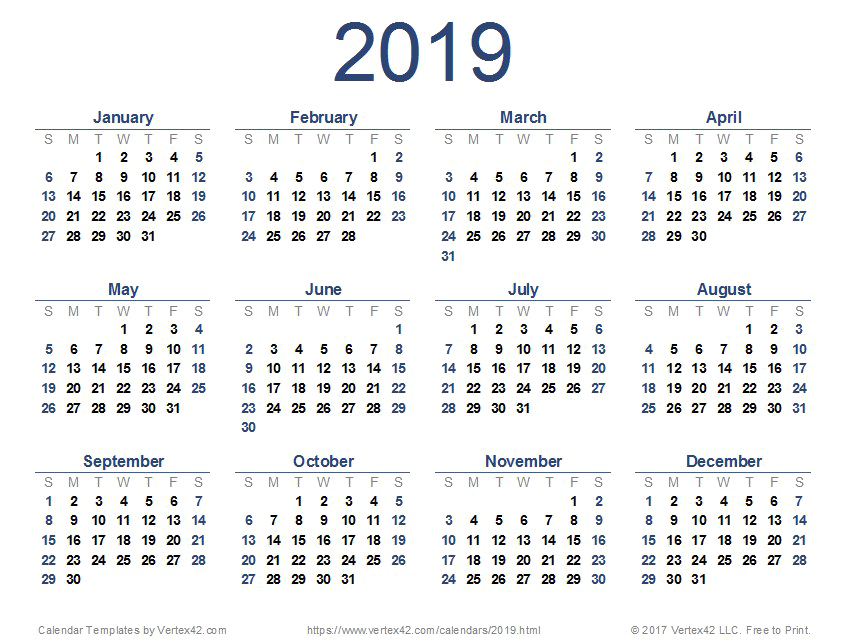 2019
January February March April
S M T W T F S S M T W T F S S M T W T F S S M T W T F S
1 2 3 4 5 1 2 1 2 1 2 3 4 5 6
6 7 8 9 10 11 12 3 4 5 6 7 8 9 3 4 5 6 7 8 9 7 8 9 10 11 12 13
13 14 15 16 17 18 19 10 11 12 13 14 15 16 10 11 12 13 14 15 16 14 15 16 17 18 19 20
20 21 22 23 24 25 26 17 18 19 20 21 22 23 17 18 19 20 21 22 23 21 22 23 24 25 26 27
27 28 29 30 31 24 25 26 27 28 24 25 26 27 28 29 30 28 29 30
31
May June July August
S M T W T F S S M T W T F S S M T W T F S S M T W T F S
1 2 3 4 1 1 2 3 4 5 6 1 2 3
5 6 7 8 9 10 11 2 3 4 5 6 7 8 7 8 9 10 11 12 13 4 5 6 7 8 9 10
12 13 14 15 16 17 18 9 10 11 12 13 14 15 14 15 16 17 18 19 20 11 12 13 14 15 16 17
19 20 21 22 23 24 25 16 17 18 19 20 21 22 21 22 23 24 25 26 27 18 19 20 21 22 23 24
26 27 28 29 30 31 23 24 25 26 27 28 29 28 29 30 31 25 26 27 28 29 30 31
30
September October November December
S M T W T F S S M T W T F S S M T W T F S S M T W T F S
1 2 3 4 5 6 7 1 2 3 4 5 1 2 1 2 3 4 5 6 7
8 9 10 11 12 13 14 6 7 8 9 10 11 12 3 4 5 6 7 8 9 8 9 10 11 12 13 14
15 16 17 18 19 20 21 13 14 15 16 17 18 19 10 11 12 13 14 15 16 15 16 17 18 19 20 21
22 23 24 25 26 27 28 20 21 22 23 24 25 26 17 18 19 20 21 22 23 22 23 24 25 26 27 28
29 30 27 28 29 30 31 24 25 26 27 28 29 30 29 30 31
Calendar Templates by Vertex42.com https://www.vertex42.com/calendars/2019.html © 2017 Vertex42 LLC. Free to Print.